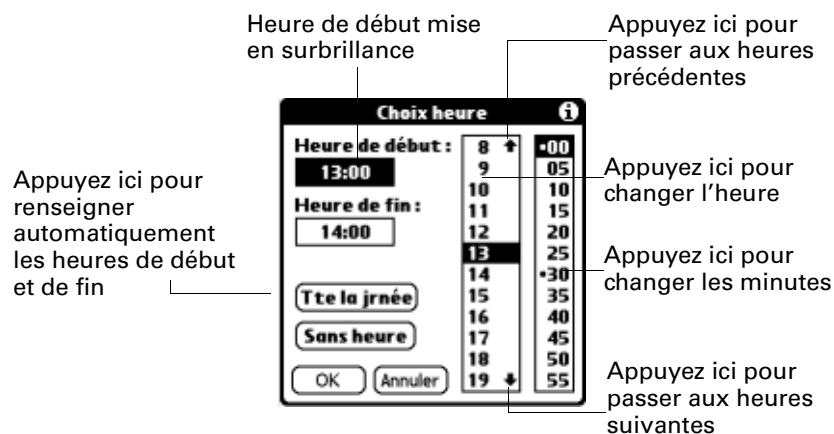 Heure de début mise
en surbrillance
Appuyez ici pour
passer aux heures
précédentes
Appuyez ici pour
renseigner
automatiquement
les heures de début
et de fin
Choix heure
i
Heure de début :
13:00
Heure de fin :
14:00
Tte la jrnée
Sans heure
OK Annuler
8
9
10
11
12
13
14
15
16
17
18
19
•00
05
10
15
20
25
•30
35
40
45
50
55
Appuyez ici pour
changer l'heure
Appuyez ici pour
changer les minutes
Appuyez ici pour
passer aux heures
suivantes